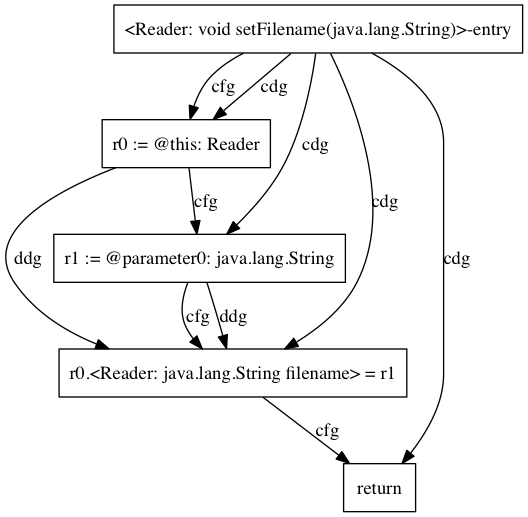 <Reader: void setFilename(java.lang.String)>-entry
cfg
cdg
r0 := @this: Reader
cdg
cfg
cdg
ddg
r1 := @parameter0: java.lang.String
cdg
cfg
ddg
r0.<Reader: java.lang.String filename> = r1
cfg
return